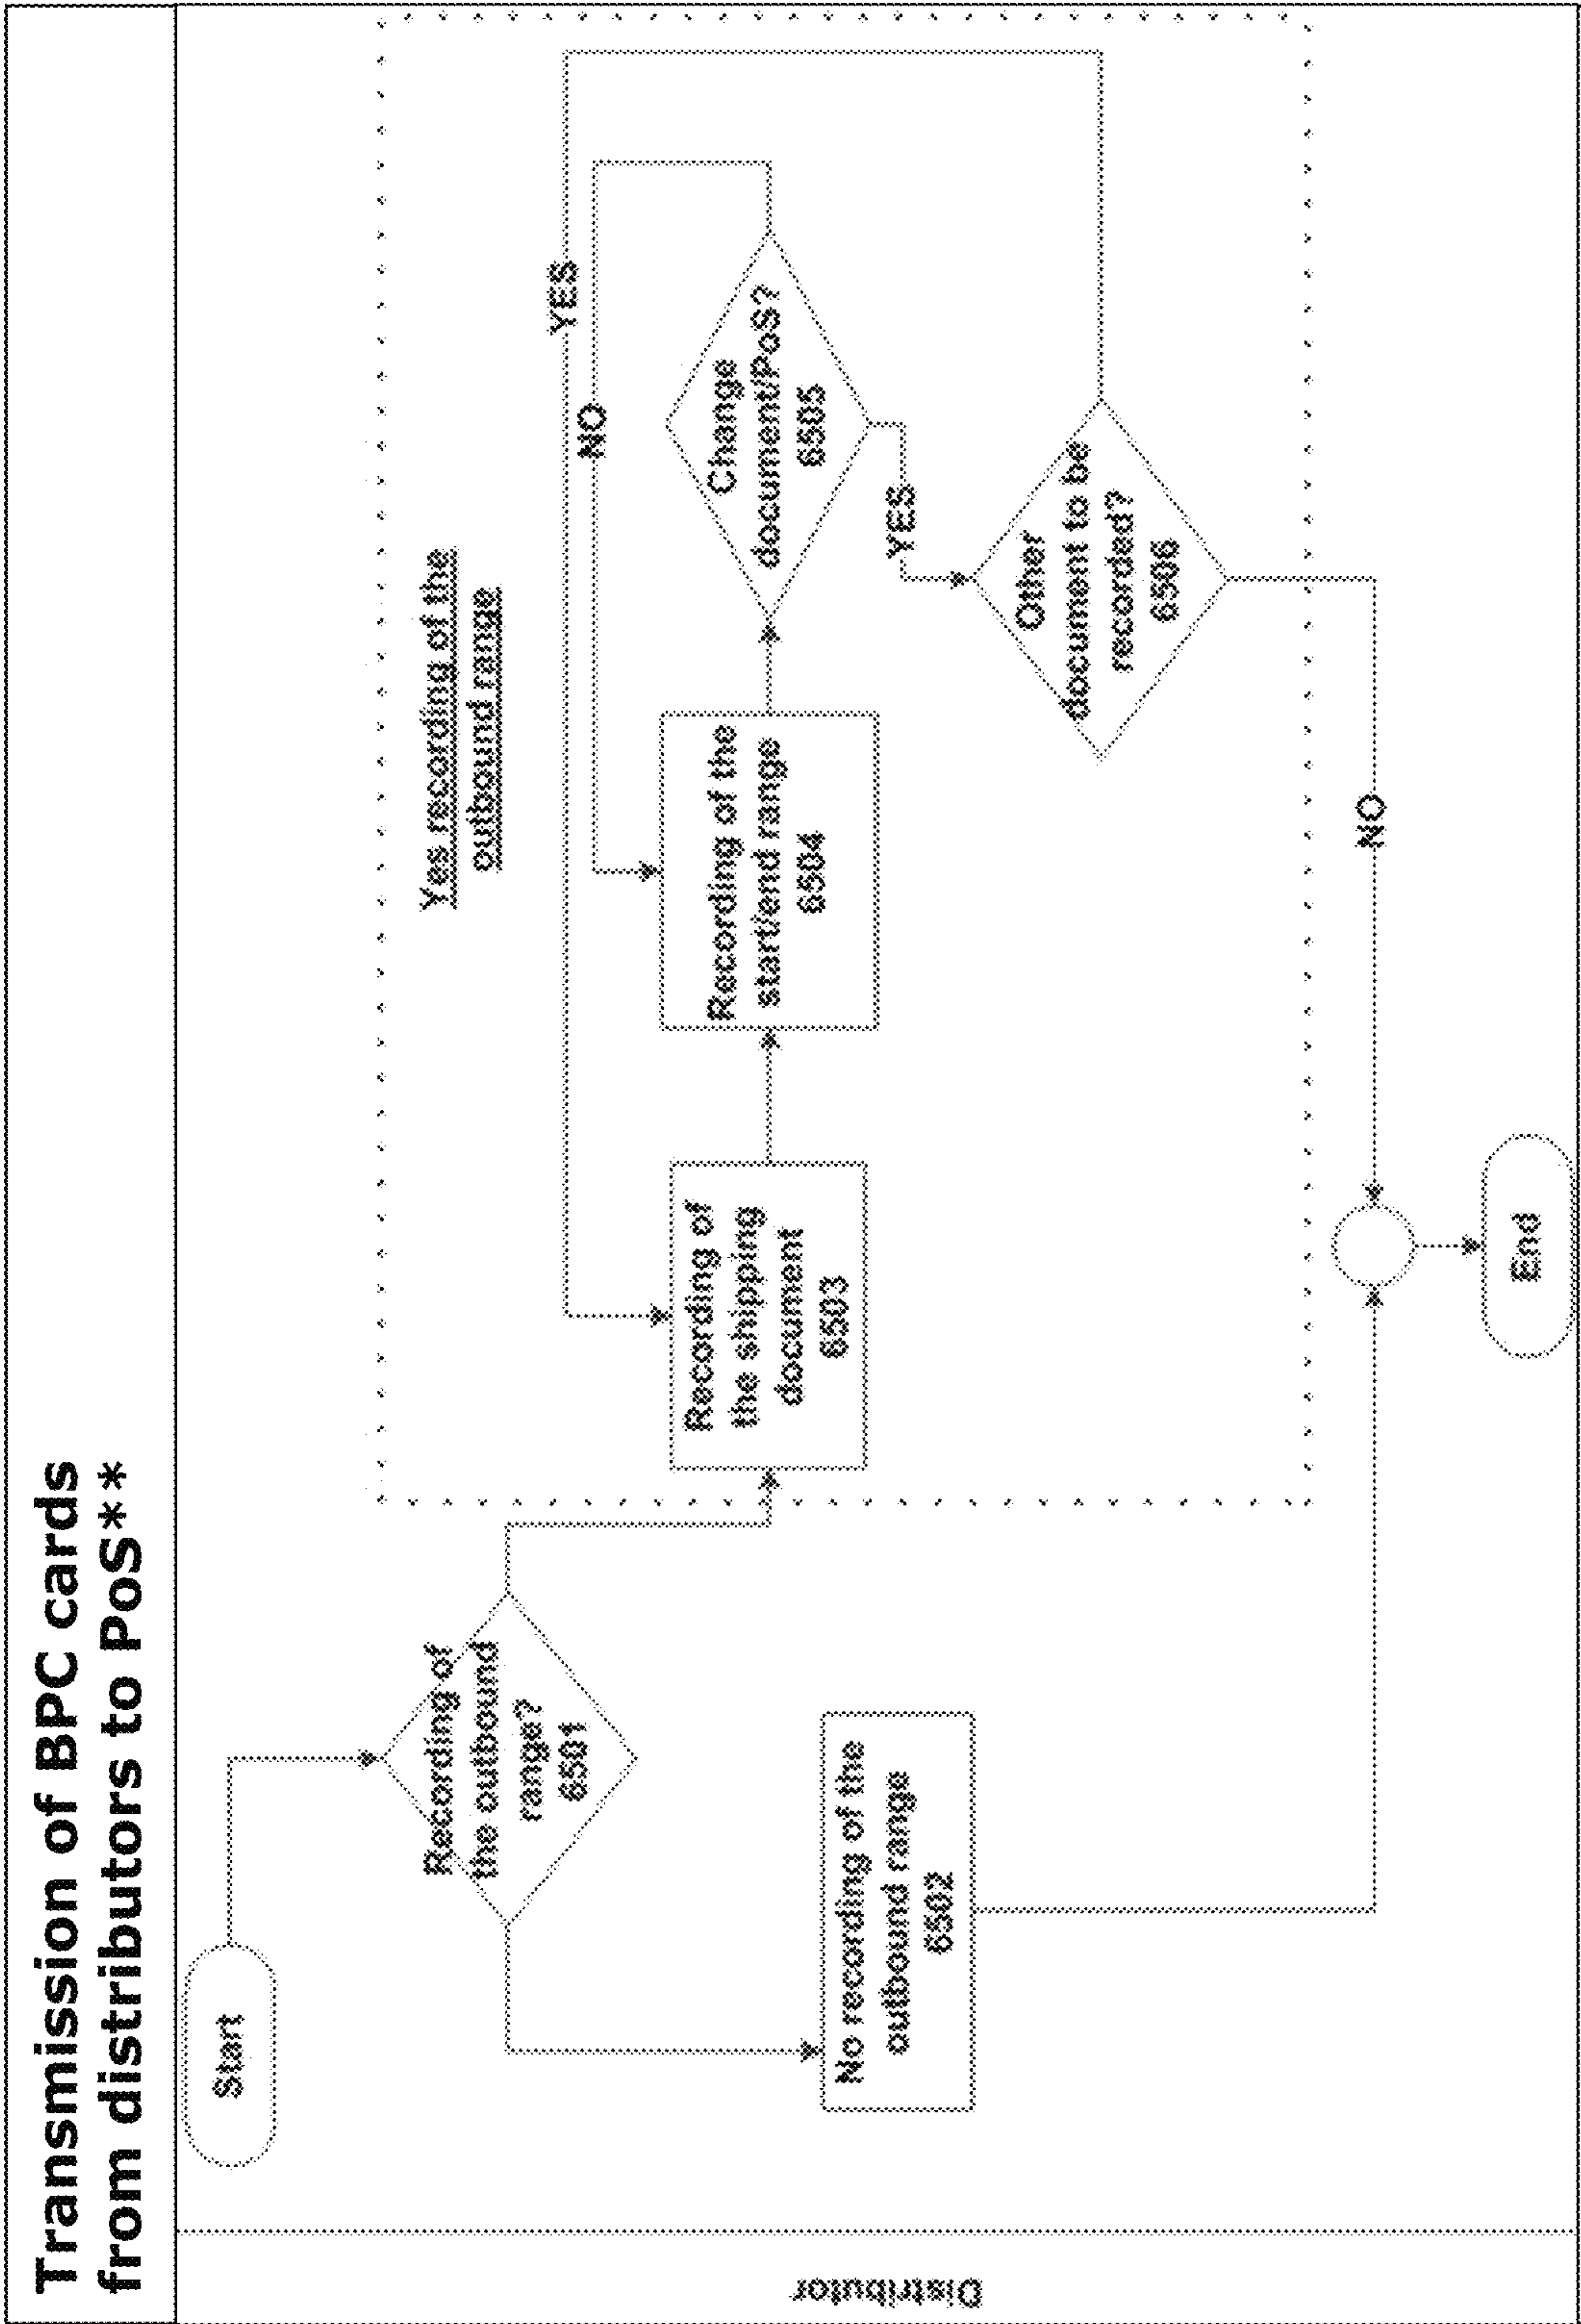 Transmission of BPC cards
from distributors to PoS**
Distributor
Start
Recording of
the outbound
range?
6501
No recording of the
outbound range
6502
Yes recording of the
outbound range
Recording of
the shipping
document
6503
Recording of the
start/end range
6504
Change
document/PoS?
6505
YES
NO
YES
Other
document to be
recorded?
6506
NO
End